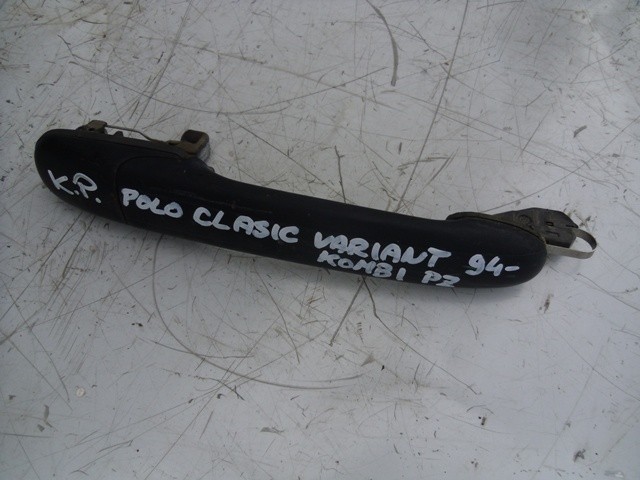 K.P. POLO CLASIC VARIANT 94-
KOMBI PZ